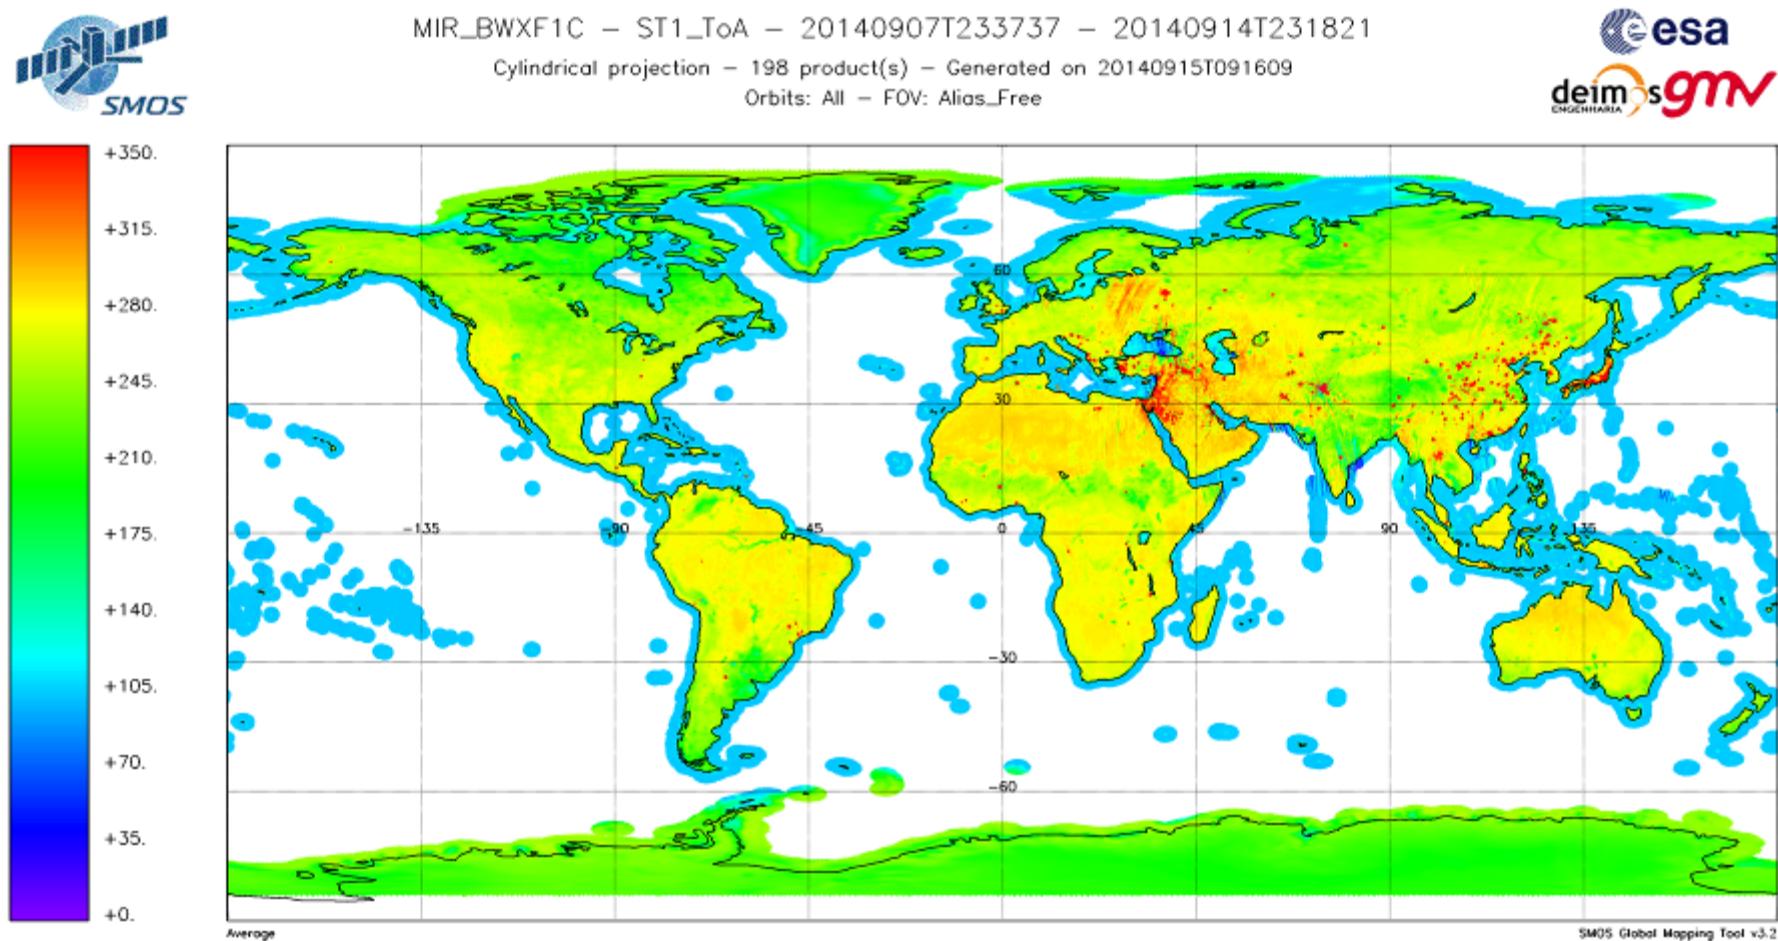 SMOS
MIR_BWXF1C – ST1_ToA – 20140907T233737 – 20140914T231821
Cylindrical projection – 198 product(s) – Generated on 20140915T091609
Orbits: All – FOV: Alias_Free
esa
deimos
ENGENHARIA
gmv
+350.
+315.
+280.
+245.
+210.
+175.
+140.
+105.
+70.
+35.
+0.
60
30
-135
-90
-45
0
45
90
135
-30
-60
Average
SMOS Global Mapping Tool v3.2